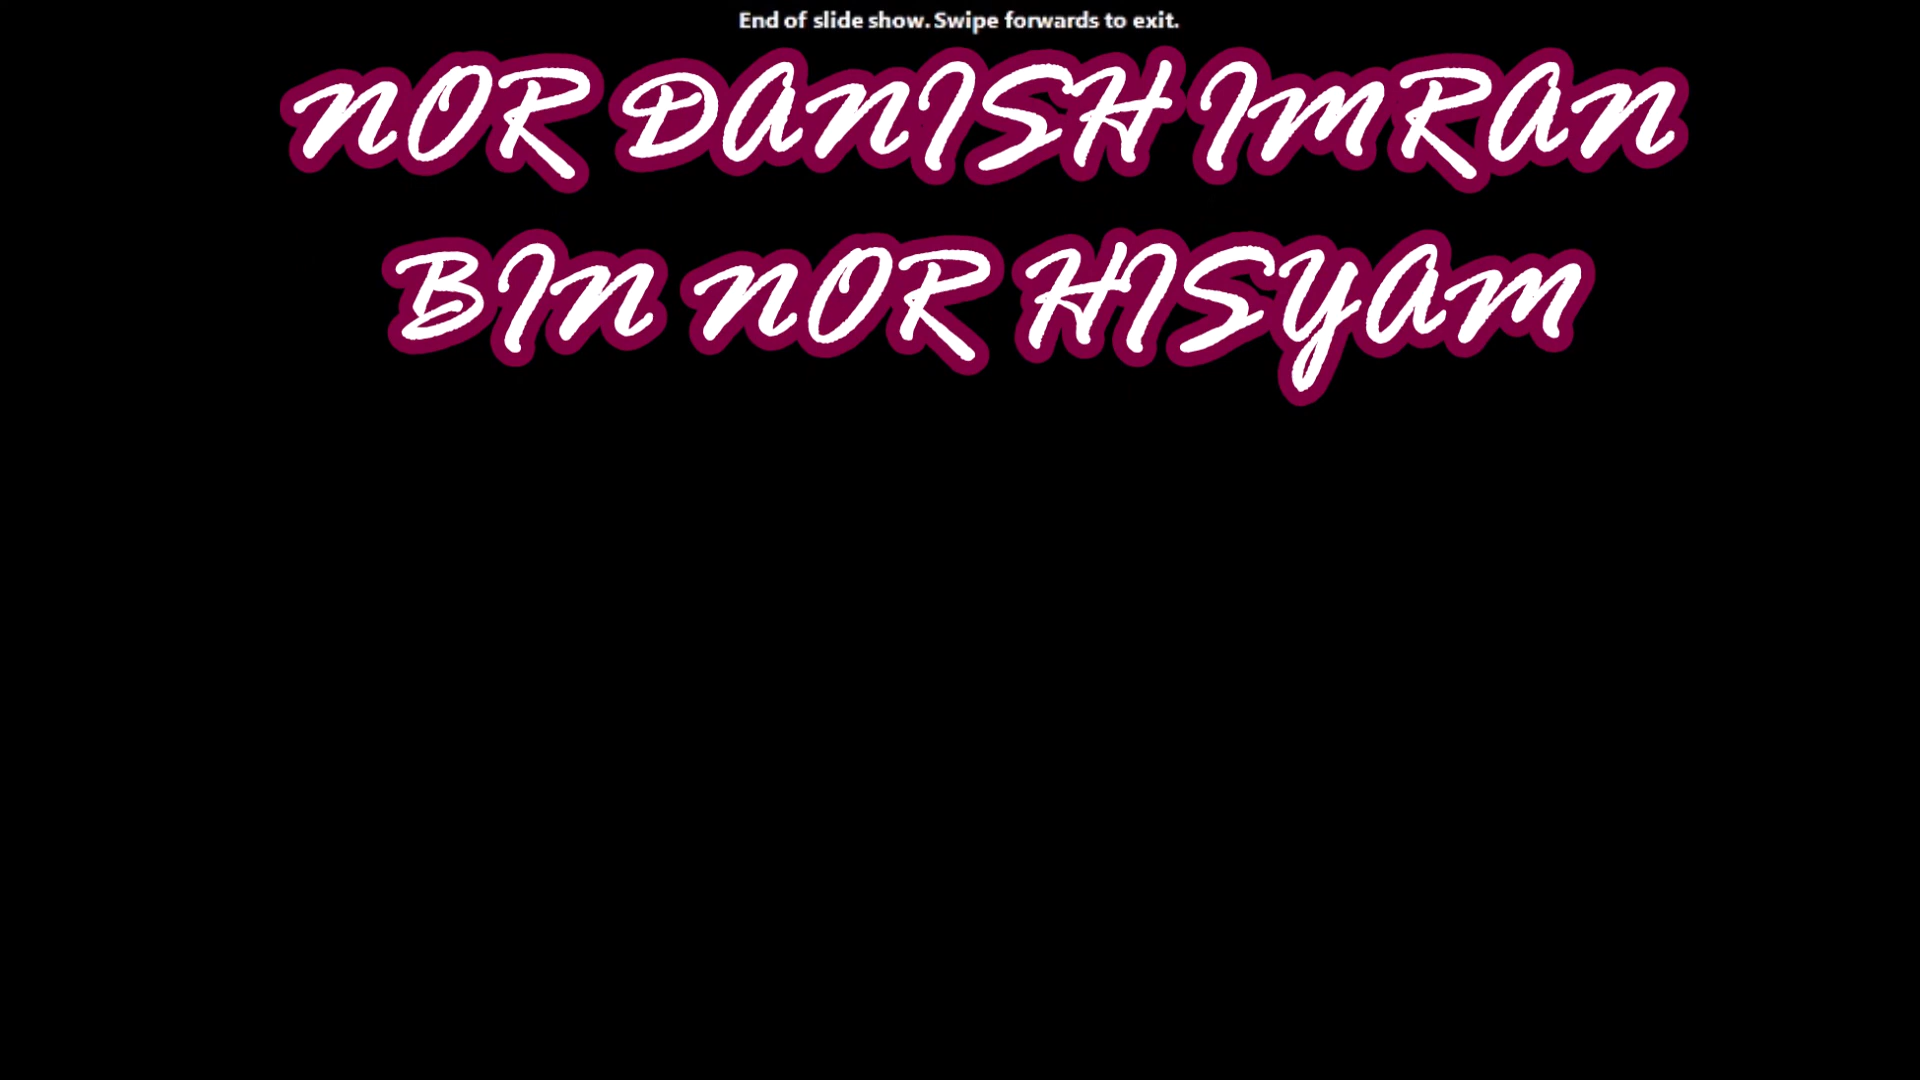 End of slide show. Swipe forwards to exit.
NOR DANISH IMRAN
BIN NOR HISYAM